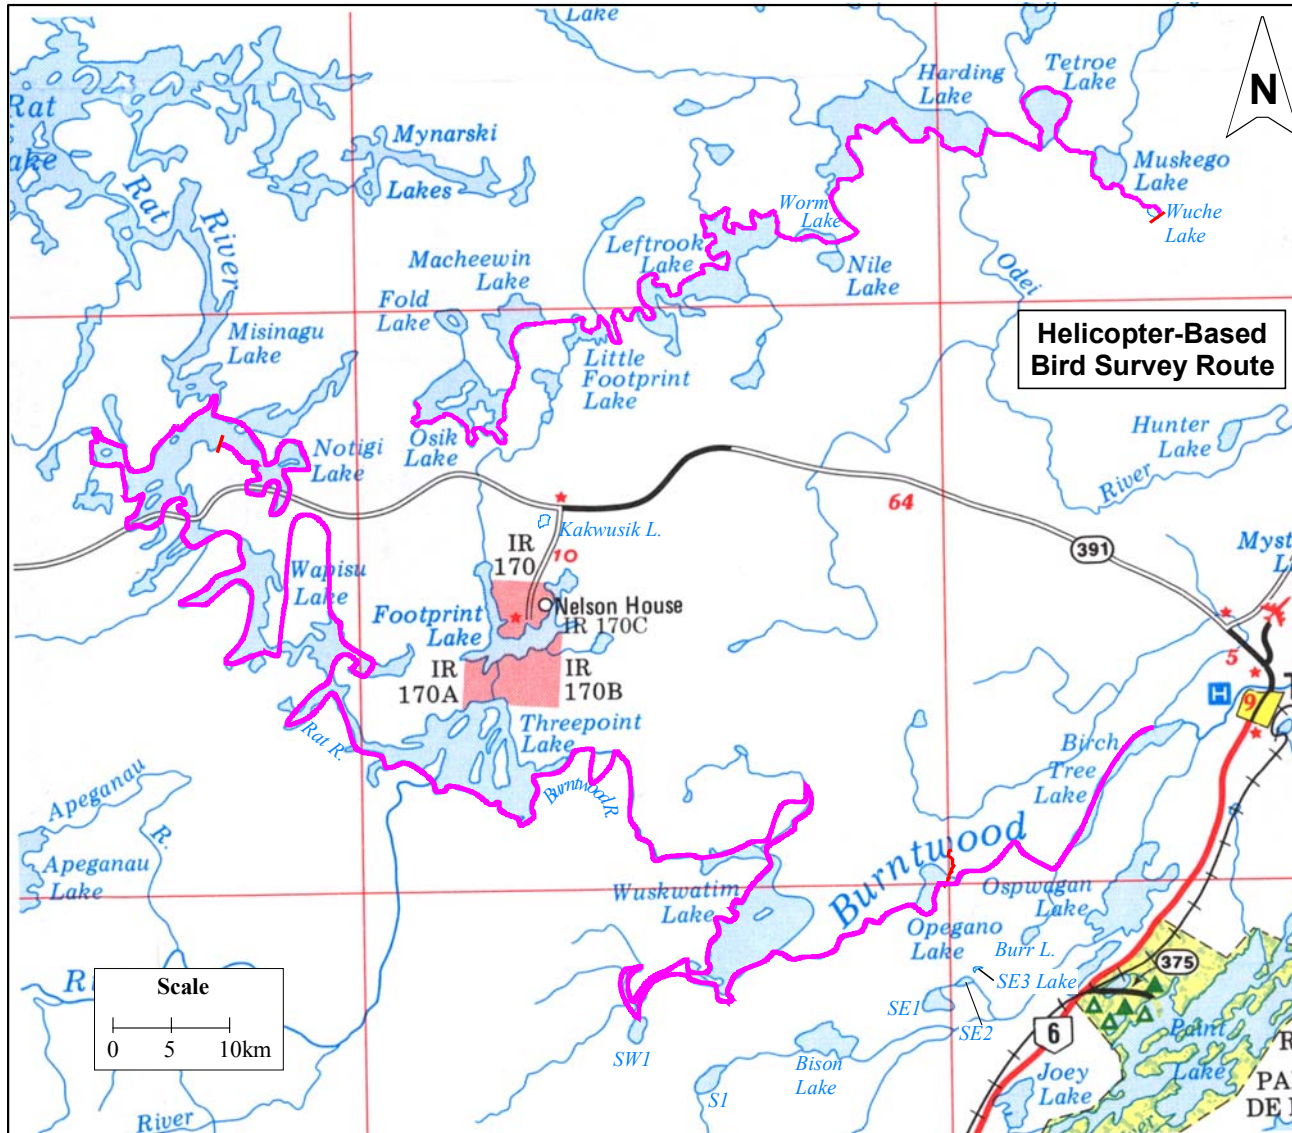 Lake
Harding
Lake
Tetroe
Lake
N
Rat
Lake
Mynarski
Lakes
Rat
River
Muskego
Lake
Wuche
Lake
Worm
Lake
Leftrook
Lake
Nile
Lake
Odei
Macheewin
Lake
Fold
Lake
Misinagu
Lake
Helicopter-Based
Bird Survey Route
Little
Footprint
Lake
Hunter
Lake
River
Osik
Lake
Notigi
Lake
64
391
Kakwusik L.
IR
170
10
Wapisu
Lake
Nelson House
IR 170C
Footprint
Lake
IR
170A
IR
170B
5
H
9
Threepoint
Lake
Rat R.
Burntwood R.
Birch
Tree
Lake
Apeganau
R.
Apeganau
Lake
Burntwood
Wuskwatim
Lake
Ospwagan
Lake
Opegano
Lake
Burr L.
SE3 Lake
375
SE1
SE2
6
Scale
0 5 10km
SW1
Bison
Lake
S1
Joey
Lake
Paint
Lake
River